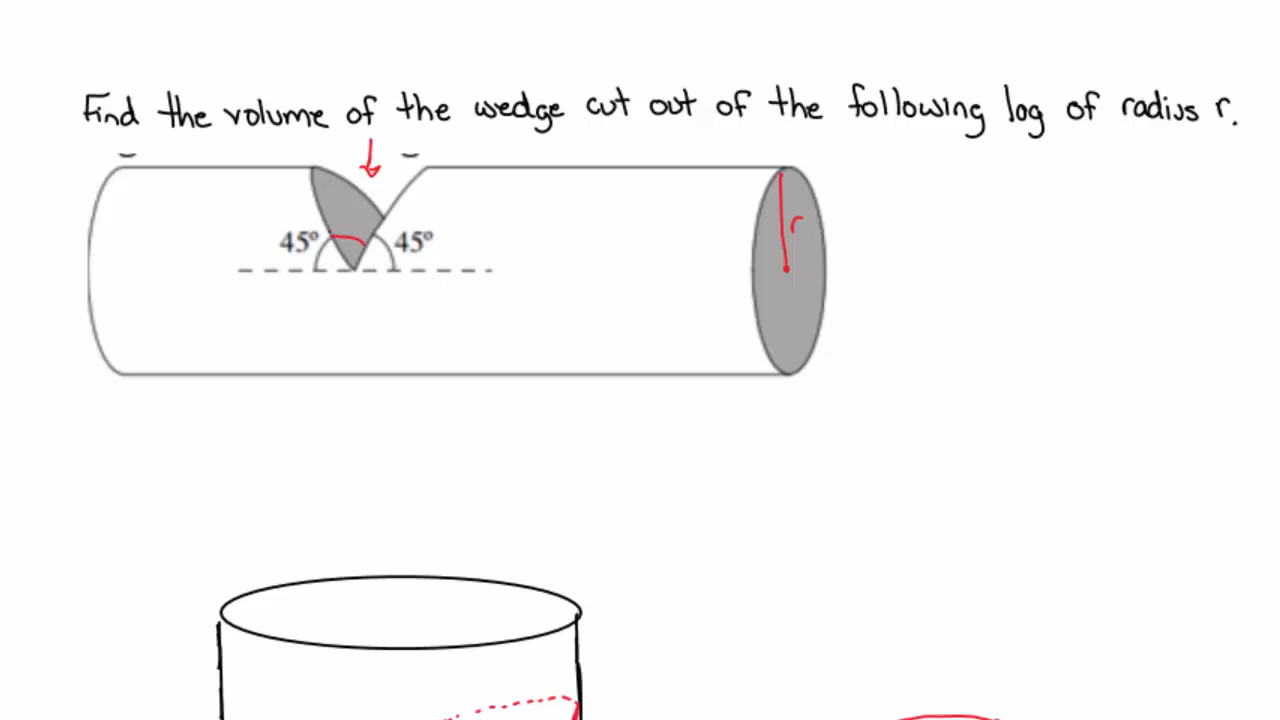 Find the volume of the wedge cut out of the following log of radius r.
45° 45°
r